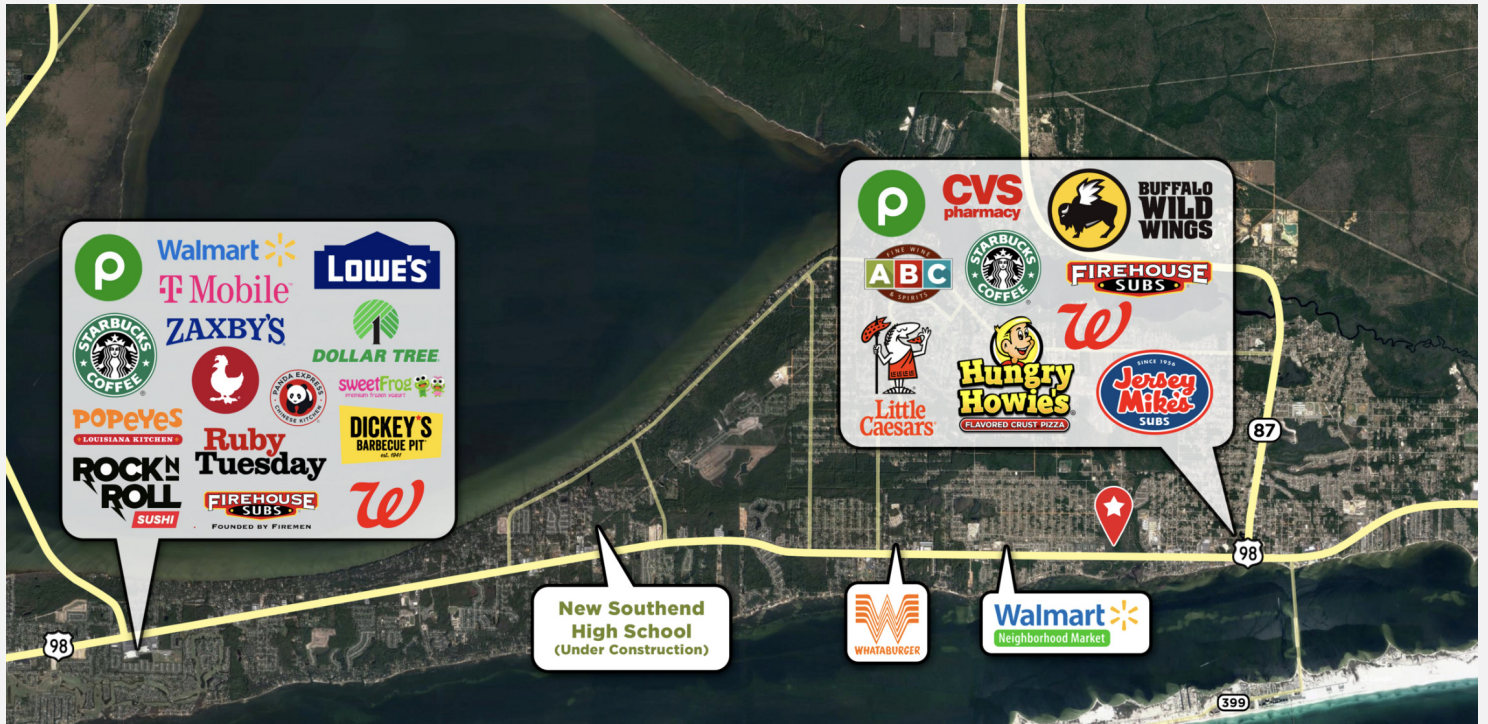 p
Walmart
T Mobile
LOWE'S
STARBUCKS
COFFEE
ZAXBY'S
1
DOLLAR TREE
PANDA EXPRESS
CHINESE KITCHEN
sweetFrog
premium frozen yogurt
POPEYES
LOUISIANA KITCHEN
Ruby
Tuesday
DICKEY'S
BARBECUE PIT
est. 1941
ROCK N
ROLL
SUSHI
FIREHOUSE
SUBS
FOUNDED BY FIREMEN
W
98
New Southend
High School
(Under Construction)
W
WHATABURGER
Walmart
Neighborhood Market
p
CVS
pharmacy
BUFFALO
WILD
WINGS
FINE WINE
ABC
& SPIRITS
STARBUCKS
COFFEE
FIREHOUSE
SUBS
W
Little
Caesars
Hungry
Howie's
FLAVORED CRUST PIZZA
SINCE 1956
Jersey
Mike's
SUBS
87
98
399